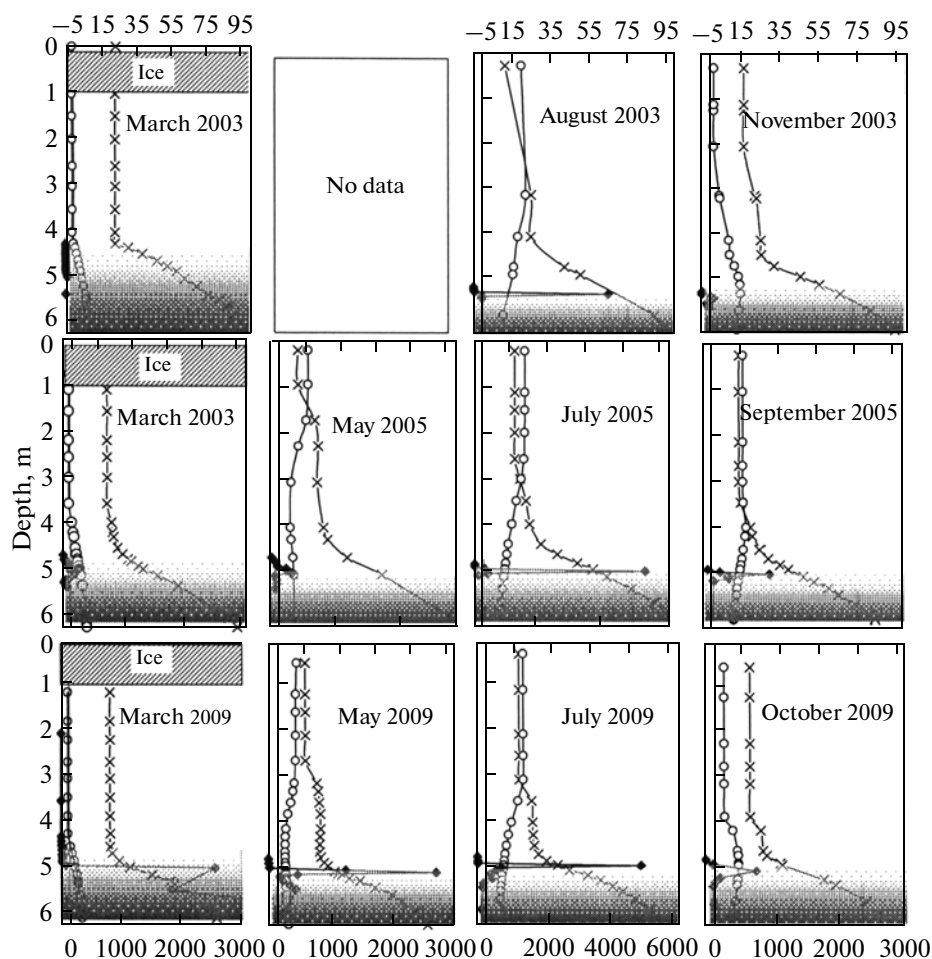 −5 15 35 55 75 95
−5 15 35 55 75 95
−5 15 35 55 75 95
0
1
2
3
4
5
6
Ice
March 2003
No data
August 2003
November 2003
Depth, m
0
1
2
3
4
5
6
Ice
March 2003
May 2005
July 2005
September 2005
0
1
2
3
4
5
6
Ice
March 2009
May 2009
July 2009
October 2009
0 1000 2000 3000
0 1000 2000 3000
0 2000 4000 6000
0 1000 2000 3000